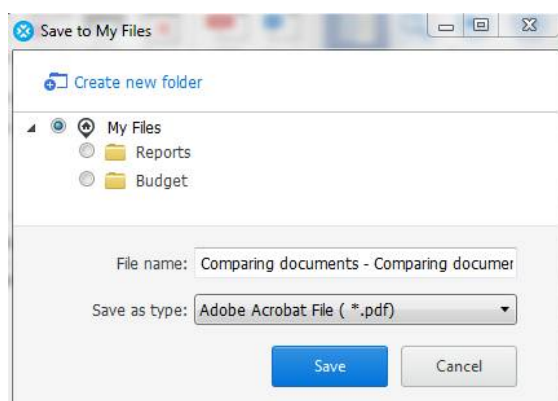 Save to My Files
Create new folder
My Files
Reports
Budget
File name: Comparing documents - Comparing documer
Save as type: Adobe Acrobat File ( *.pdf)
Save Cancel